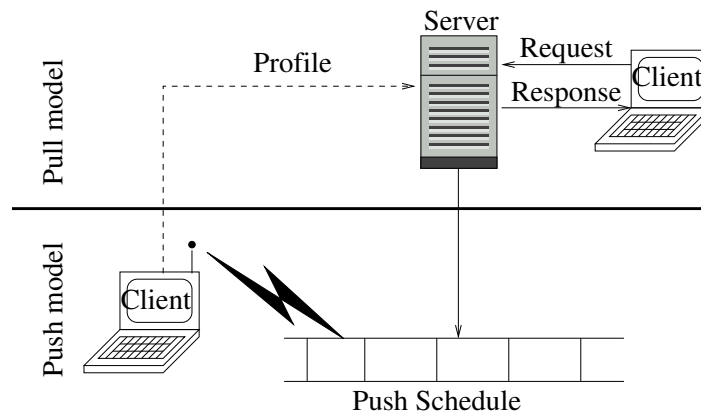 Server
Request
Profile
Client
Response
Pull model
Push model
Client
Push Schedule